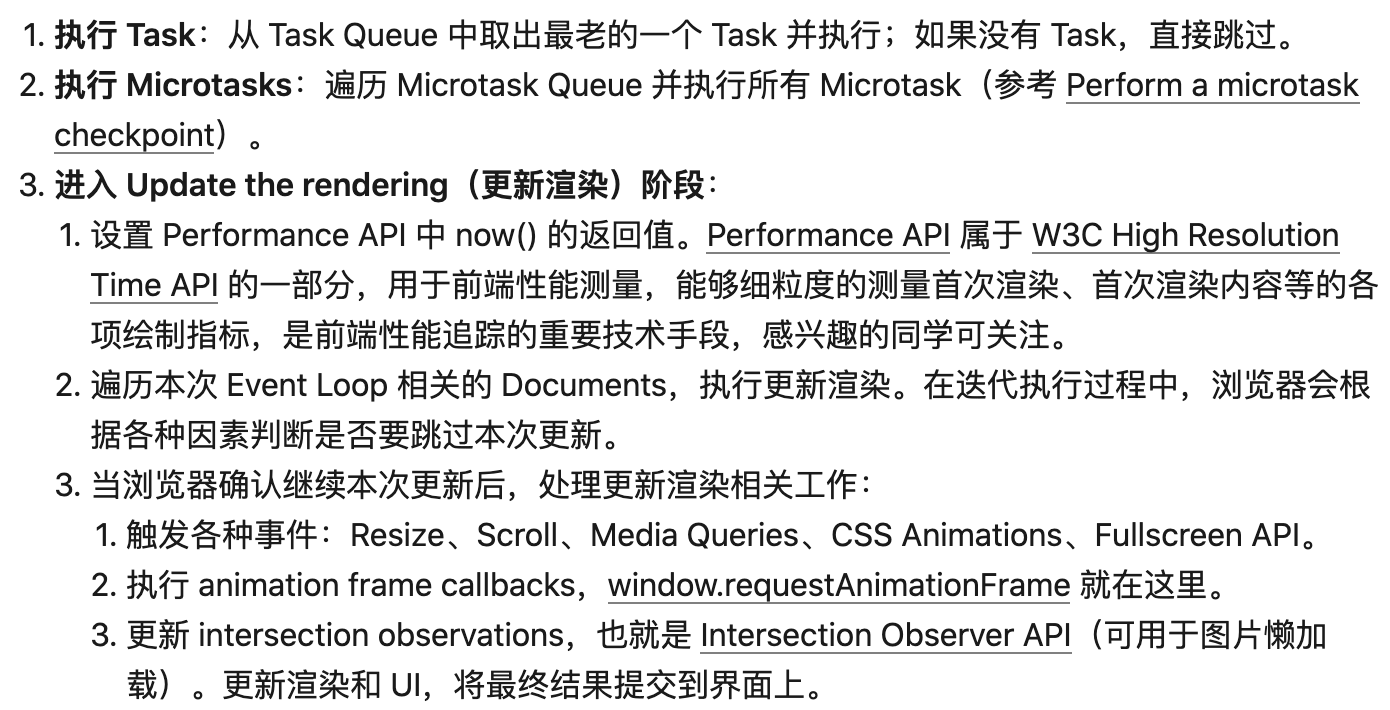 1. 执行 Task：从 Task Queue 中取出最老的一个 Task 并执行；如果没有 Task，直接跳过。
2. 执行 Microtasks：遍历 Microtask Queue 并执行所有 Microtask（参考 Perform a microtask
checkpoint）。
3. 进入 Update the rendering（更新渲染）阶段：
1. 设置 Performance API 中 now() 的返回值。Performance API 属于 W3C High Resolution
Time API 的一部分，用于前端性能测量，能够细粒度的测量首次渲染、首次渲染内容等的各
项绘制指标，是前端性能追踪的重要技术手段，感兴趣的同学可关注。
2. 遍历本次 Event Loop 相关的 Documents，执行更新渲染。在迭代执行过程中，浏览器会根
据各种因素判断是否要跳过本次更新。
3. 当浏览器确认继续本次更新后，处理更新渲染相关工作：
1. 触发各种事件：Resize、Scroll、Media Queries、CSS Animations、Fullscreen API。
2. 执行 animation frame callbacks，window.requestAnimationFrame 就在这里。
3. 更新 intersection observations，也就是 Intersection Observer API（可用于图片懒加
载）。更新渲染和 UI，将最终结果提交到界面上。